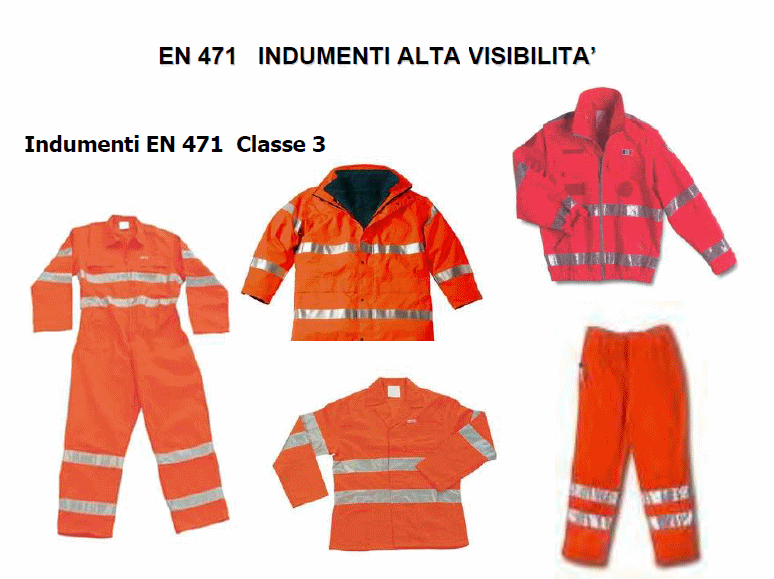 EN 471 INDUMENTI ALTA VISIBILITA’
Indumenti EN 471 Classe 3